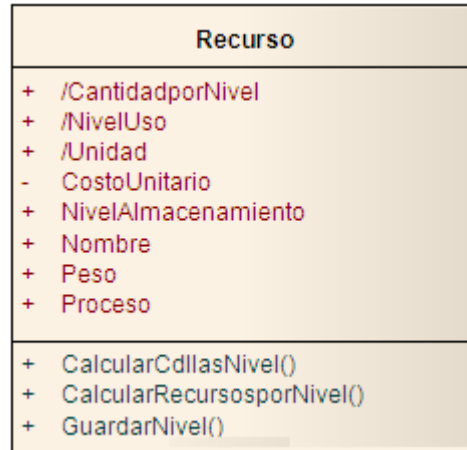 Recurso
+ /CantidadporNivel
+ /NivelUso
+ /Unidad
- CostoUnitario
+ NivelAlmacenamiento
+ Nombre
+ Peso
+ Proceso
+ CalcularCdllasNivel()
+ CalcularRecursosporNivel()
+ GuardarNivel()